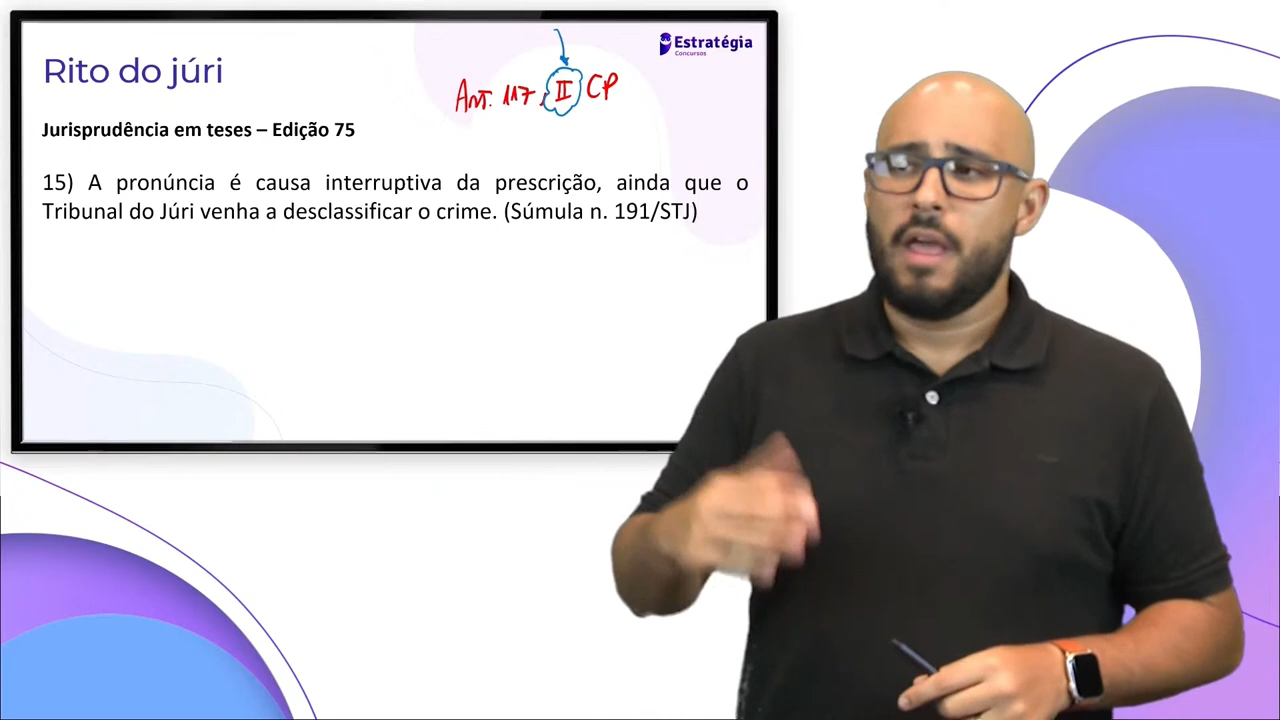 Rito do júri
Estratégia
Concursos
Art. 117, II CP
Jurisprudência em teses – Edição 75
15) A pronúncia é causa interruptiva da prescrição, ainda que o
Tribunal do Júri venha a desclassificar o crime. (Súmula n. 191/STJ)